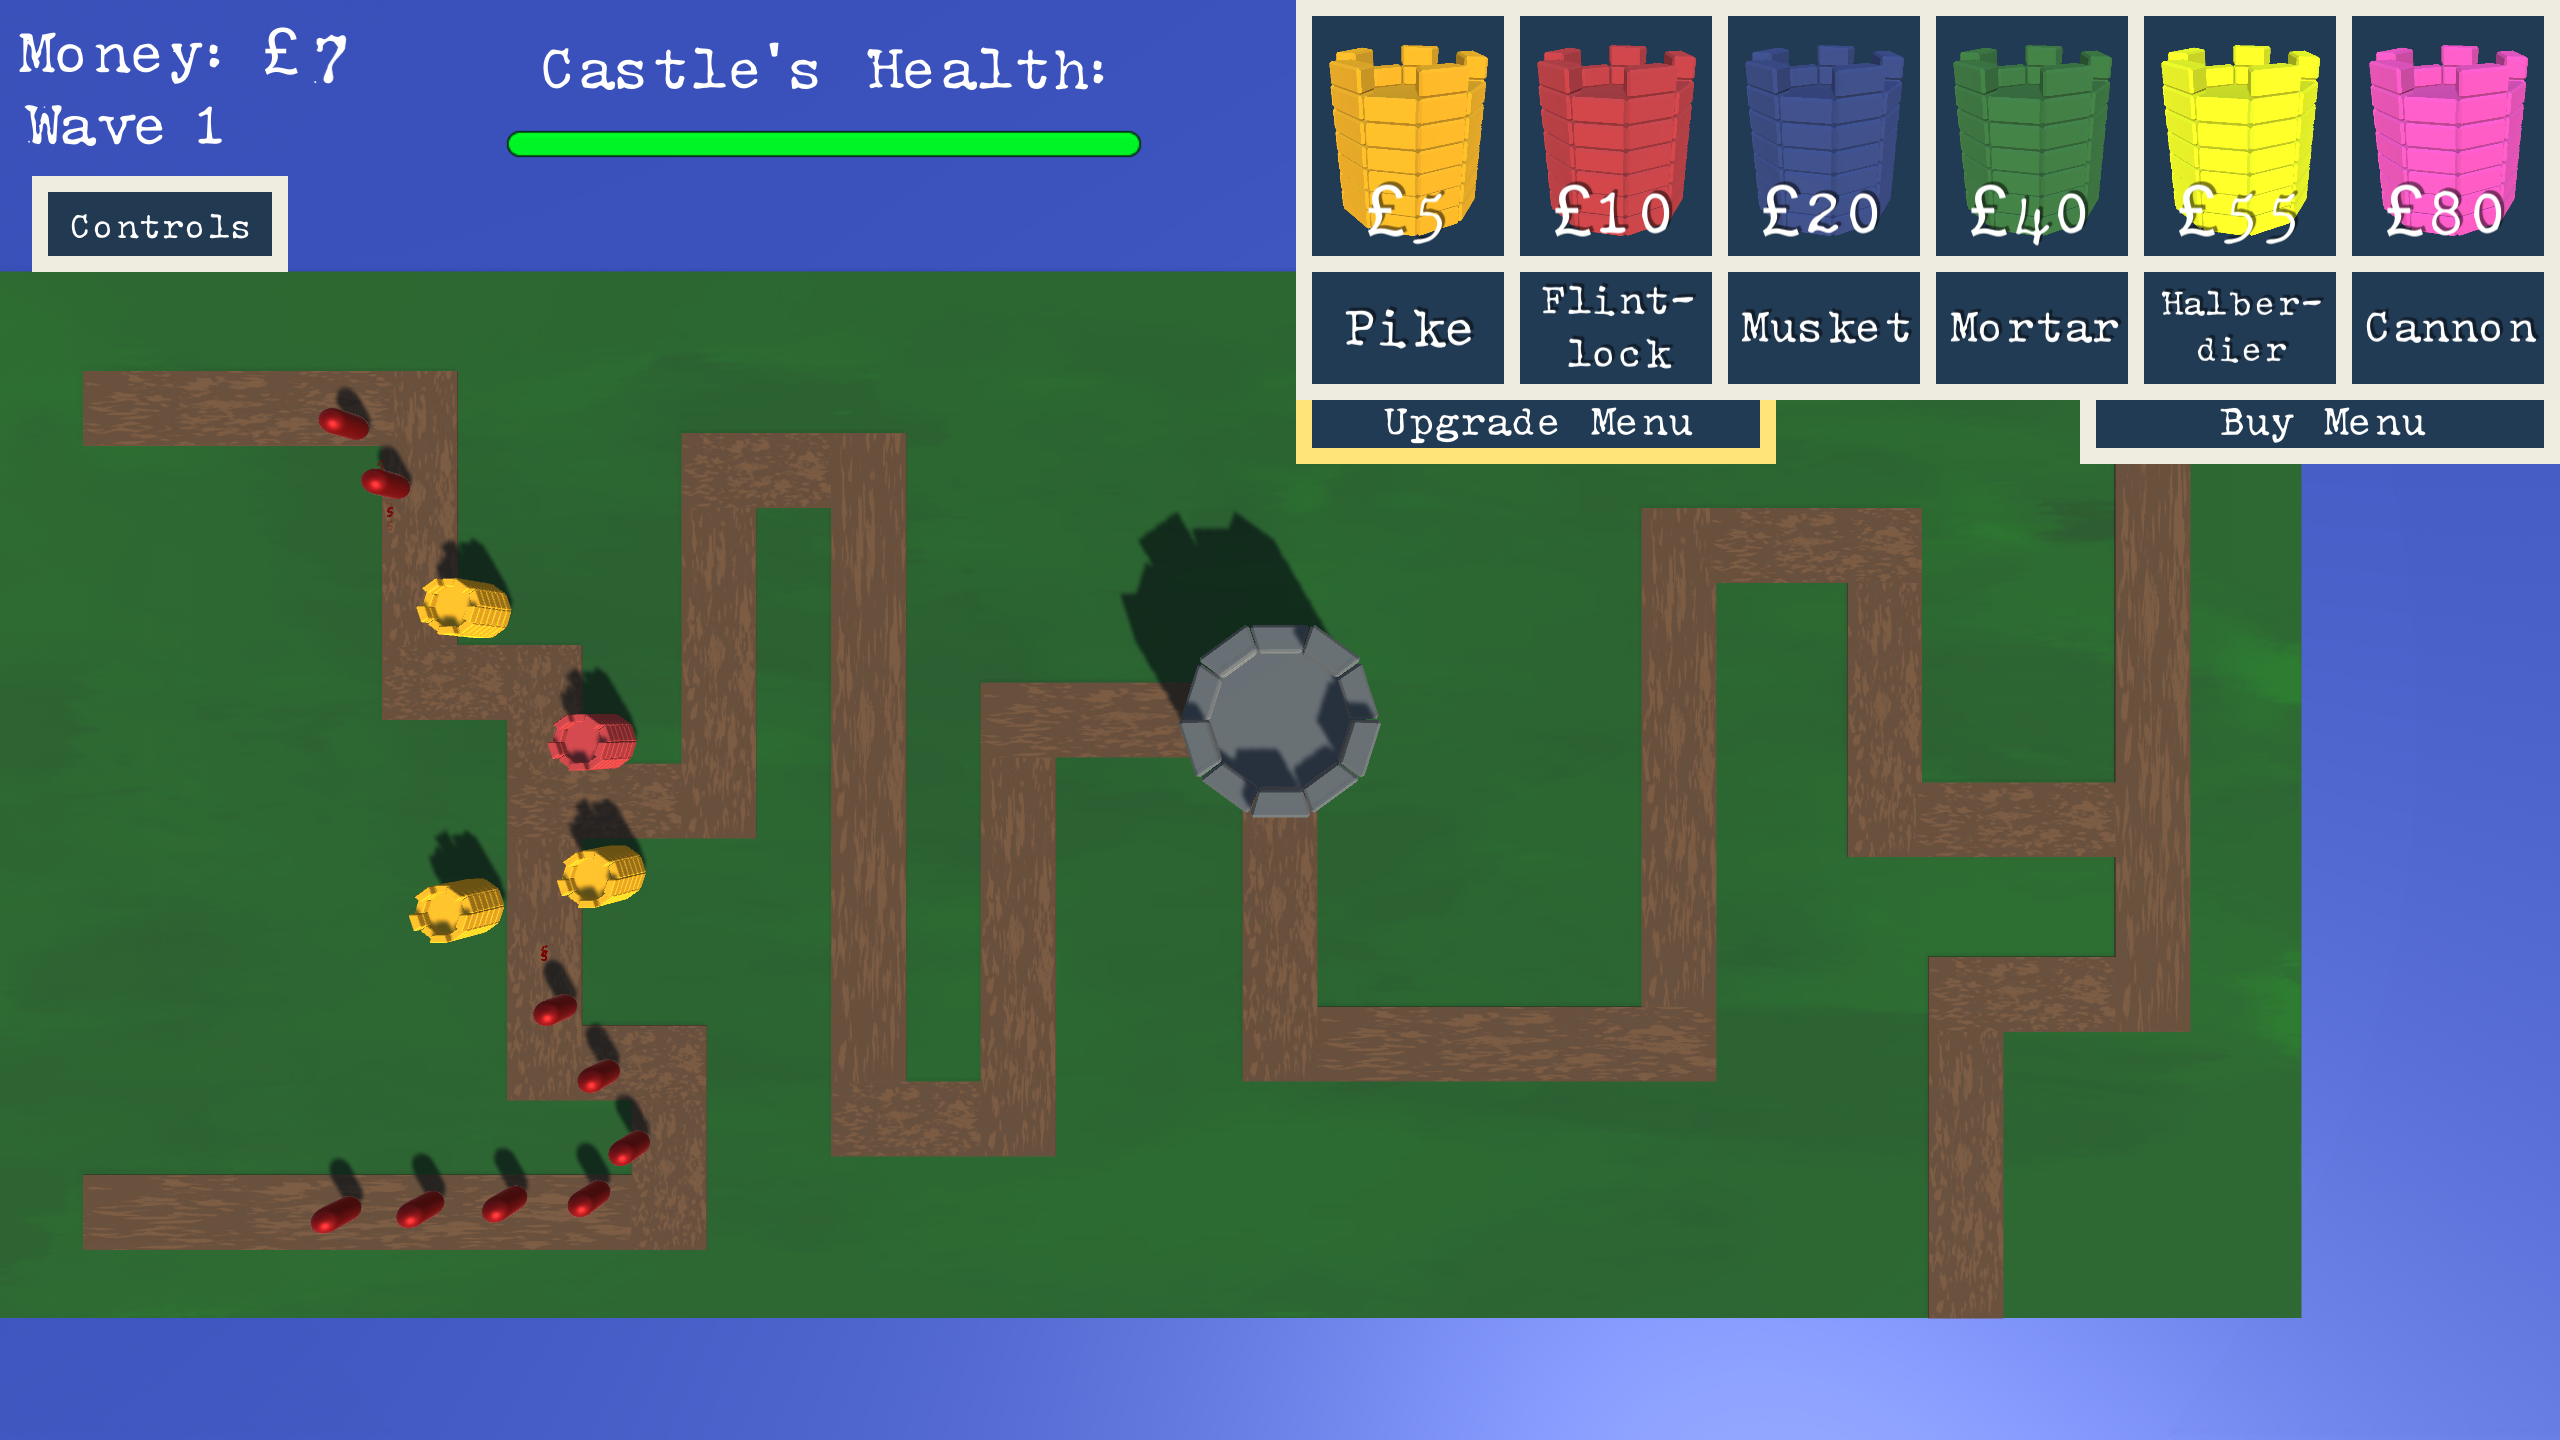 Money: £7
Wave 1
Controls
Castle's Health:
£5 £10 £20 £40 £55 £80
Pike
Flint-
lock
Musket
Mortar
Halber-
dier
Cannon
Upgrade Menu
Buy Menu